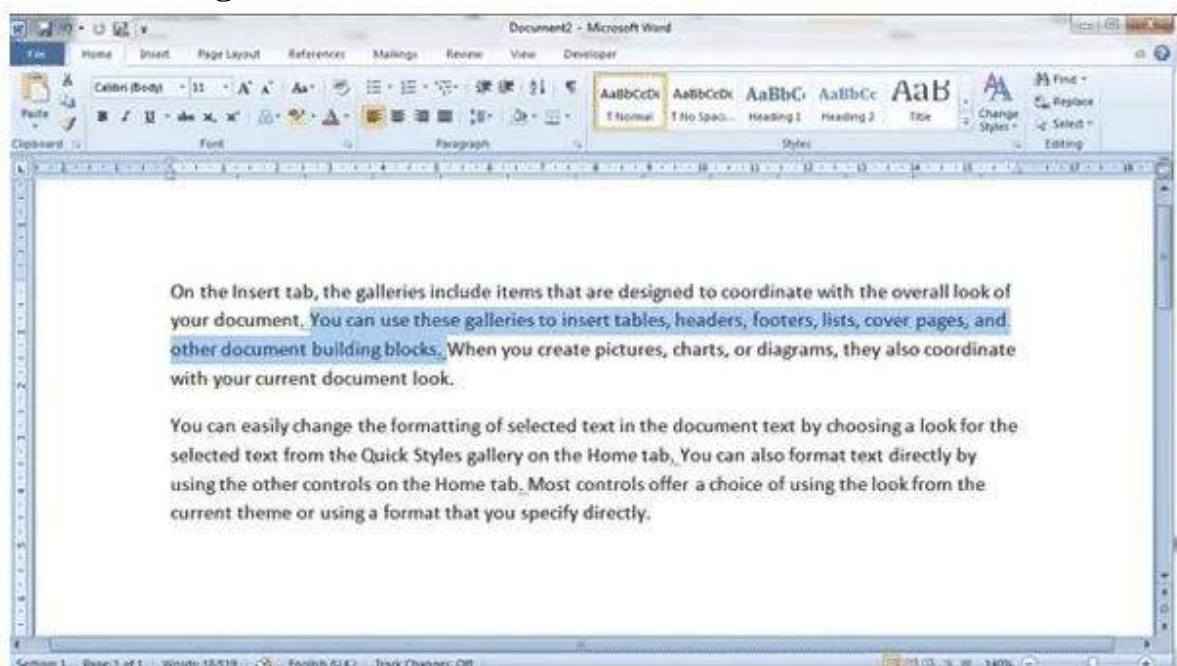 Document2 - Microsoft Word
File Home Insert Page Layout References Mailings Review View Developer
Calibri (Body) 11
Find
Replace
Select
Paste
Change Styles
AaBbCcDc AaBbCcDc AaBbC AaBbCc AaB
Normal No Spaci... Heading 1 Heading 2 Title
Clipboard Font Paragraph Styles Editing
On the Insert tab, the galleries include items that are designed to coordinate with the overall look of
your document. You can use these galleries to insert tables, headers, footers, lists, cover pages, and
other document building blocks. When you create pictures, charts, or diagrams, they also coordinate
with your current document look.
You can easily change the formatting of selected text in the document text by choosing a look for the
selected text from the Quick Styles gallery on the Home tab. You can also format text directly by
using the other controls on the Home tab. Most controls offer a choice of using the look from the
current theme or using a format that you specify directly.
Section 1 Page 1 of 1 English (U.K.) Track Changes: Off 140%